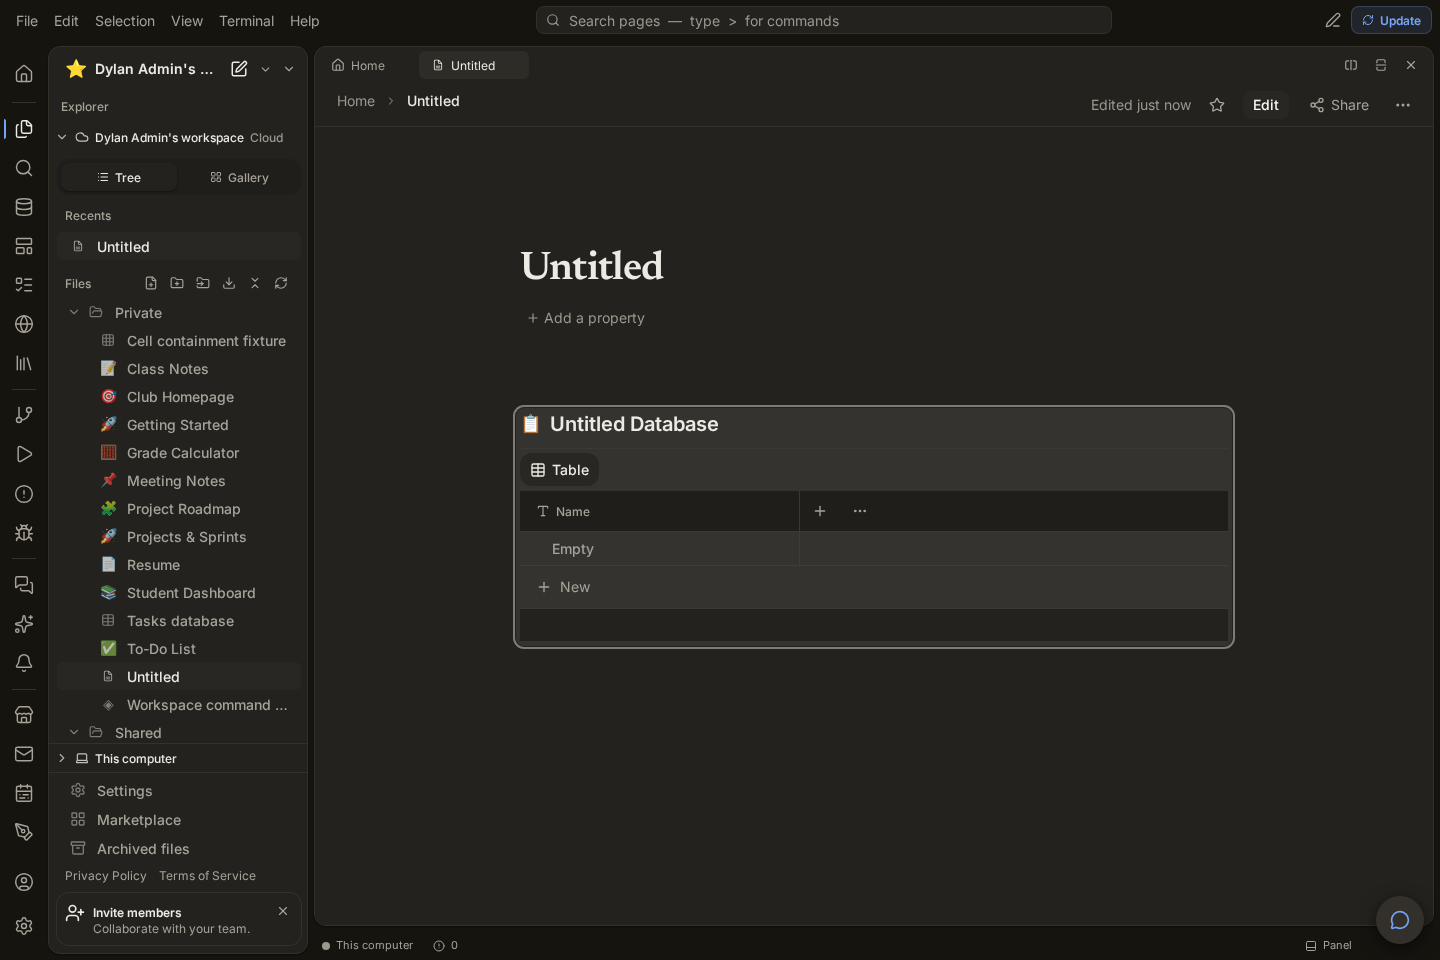 File Edit Selection View Terminal Help
Search pages — type > for commands
Update
Dylan Admin's ...
Explorer
Dylan Admin's workspace Cloud
Tree Gallery
Recents
Untitled
Files
Private
Cell containment fixture
Class Notes
Club Homepage
Getting Started
Grade Calculator
Meeting Notes
Project Roadmap
Projects & Sprints
Resume
Student Dashboard
Tasks database
To-Do List
Untitled
Workspace command ...
Shared
This computer
Settings
Marketplace
Archived files
Privacy Policy Terms of Service
Invite members
Collaborate with your team.
Home Untitled
Home > Untitled
Edited just now Edit Share
Untitled
+ Add a property
Untitled Database
Table
Name
Empty
+ New
This computer 0
Panel